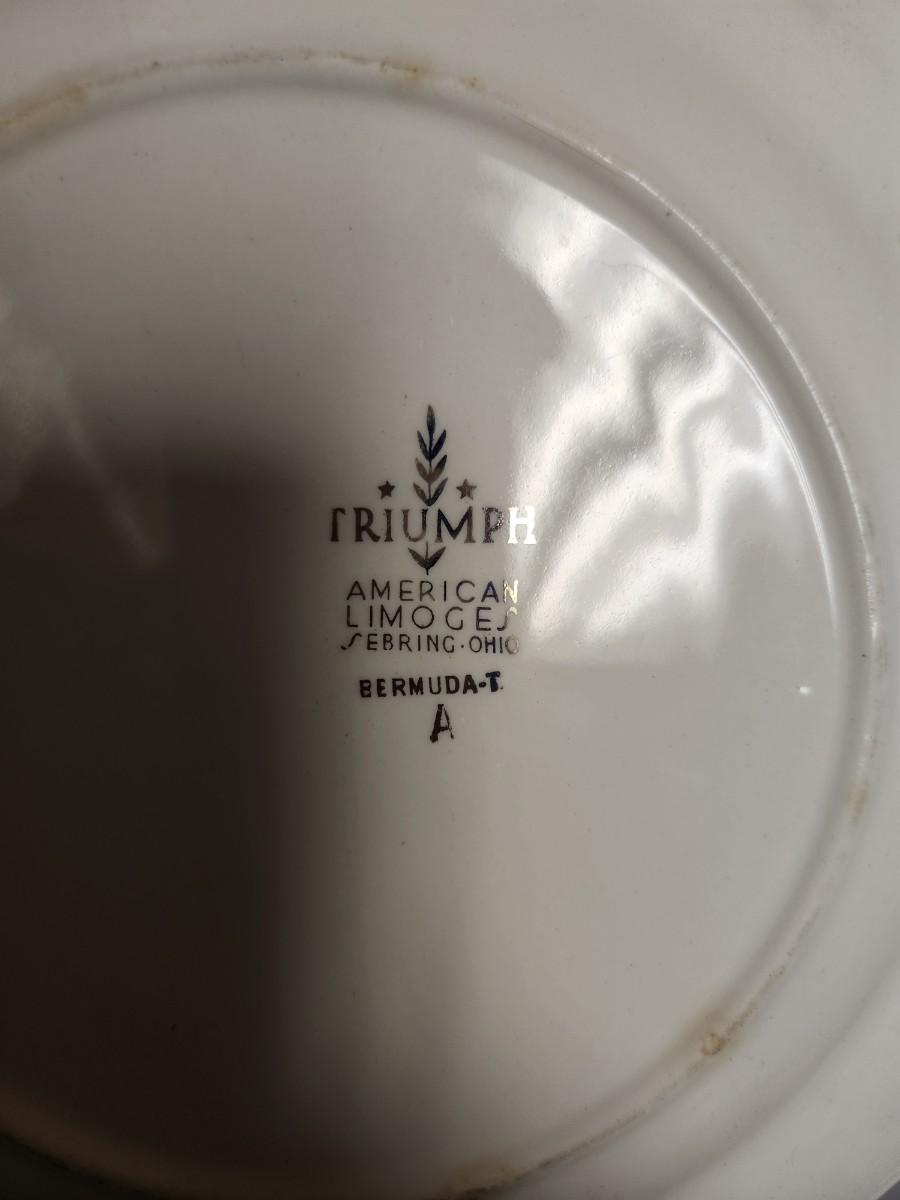 TRIUMPH
AMERICAN
LIMOGES
SEBRING·OHIO
BERMUDA-T.
A